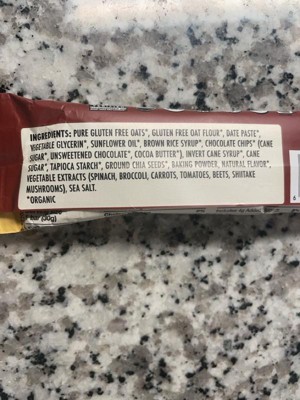 INGREDIENTS: PURE GLUTEN FREE OATS*, GLUTEN FREE OAT FLOUR*, DATE PASTE*,
VEGETABLE GLYCERIN*, SUNFLOWER OIL*, BROWN RICE SYRUP*, CHOCOLATE CHIPS* (CANE
SUGAR*, UNSWEETENED CHOCOLATE*, COCOA BUTTER*), INVERT CANE SYRUP*, CANE
SUGAR*, TAPIOCA STARCH*, GROUND CHIA SEEDS*, BAKING POWDER, NATURAL FLAVOR*,
VEGETABLE EXTRACTS (SPINACH, BROCCOLI, CARROTS, TOMATOES, BEETS, SHIITAKE
MUSHROOMS), SEA SALT.
*ORGANIC
bar (30g)